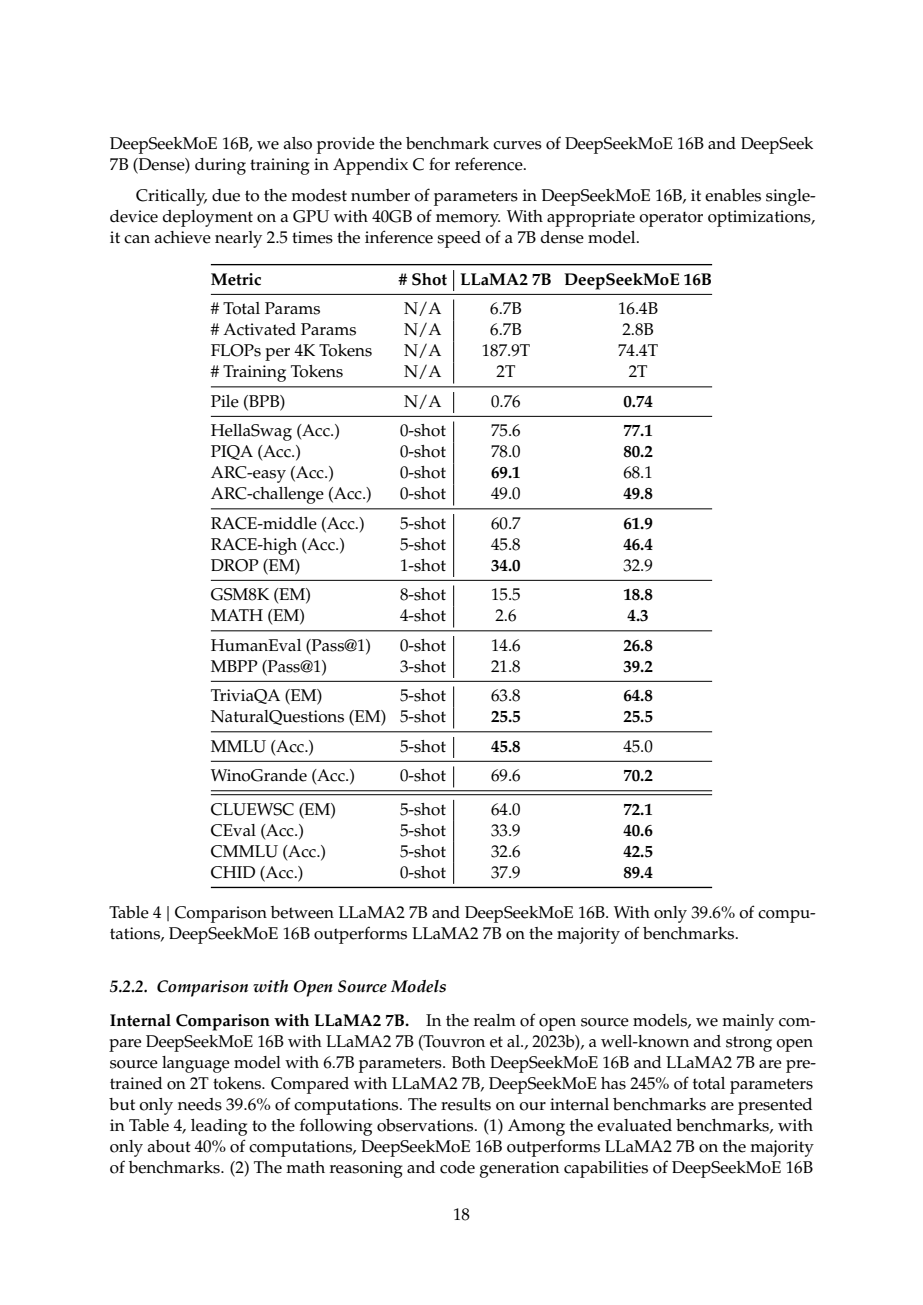 DeepSeekMoE 16B, we also provide the benchmark curves of DeepSeekMoE 16B and DeepSeek
7B (Dense) during training in Appendix C for reference.
Critically, due to the modest number of parameters in DeepSeekMoE 16B, it enables single-
device deployment on a GPU with 40GB of memory. With appropriate operator optimizations,
it can achieve nearly 2.5 times the inference speed of a 7B dense model.
Metric # Shot LLaMA2 7B DeepSeekMoE 16B
# Total Params N/A 6.7B 16.4B
# Activated Params N/A 6.7B 2.8B
FLOPs per 4K Tokens N/A 187.9T 74.4T
# Training Tokens N/A 2T 2T
Pile (BPB) N/A 0.76 0.74
HellaSwag (Acc.) 0-shot 75.6 77.1
PIQA (Acc.) 0-shot 78.0 80.2
ARC-easy (Acc.) 0-shot 69.1 68.1
ARC-challenge (Acc.) 0-shot 49.0 49.8
RACE-middle (Acc.) 5-shot 60.7 61.9
RACE-high (Acc.) 5-shot 45.8 46.4
DROP (EM) 1-shot 34.0 32.9
GSM8K (EM) 8-shot 15.5 18.8
MATH (EM) 4-shot 2.6 4.3
HumanEval (Pass@1) 0-shot 14.6 26.8
MBPP (Pass@1) 3-shot 21.8 39.2
TriviaQA (EM) 5-shot 63.8 64.8
NaturalQuestions (EM) 5-shot 25.5 25.5
MMLU (Acc.) 5-shot 45.8 45.0
WinoGrande (Acc.) 0-shot 69.6 70.2
CLUEWSC (EM) 5-shot 64.0 72.1
CEval (Acc.) 5-shot 33.9 40.6
CMMLU (Acc.) 5-shot 32.6 42.5
CHID (Acc.) 0-shot 37.9 89.4
Table 4 | Comparison between LLaMA2 7B and DeepSeekMoE 16B. With only 39.6% of compu-
tations, DeepSeekMoE 16B outperforms LLaMA2 7B on the majority of benchmarks.
5.2.2. Comparison with Open Source Models
Internal Comparison with LLaMA2 7B. In the realm of open source models, we mainly com-
pare DeepSeekMoE 16B with LLaMA2 7B (Touvron et al., 2023b), a well-known and strong open
source language model with 6.7B parameters. Both DeepSeekMoE 16B and LLaMA2 7B are pre-
trained on 2T tokens. Compared with LLaMA2 7B, DeepSeekMoE has 245% of total parameters
but only needs 39.6% of computations. The results on our internal benchmarks are presented
in Table 4, leading to the following observations. (1) Among the evaluated benchmarks, with
only about 40% of computations, DeepSeekMoE 16B outperforms LLaMA2 7B on the majority
of benchmarks. (2) The math reasoning and code generation capabilities of DeepSeekMoE 16B
18